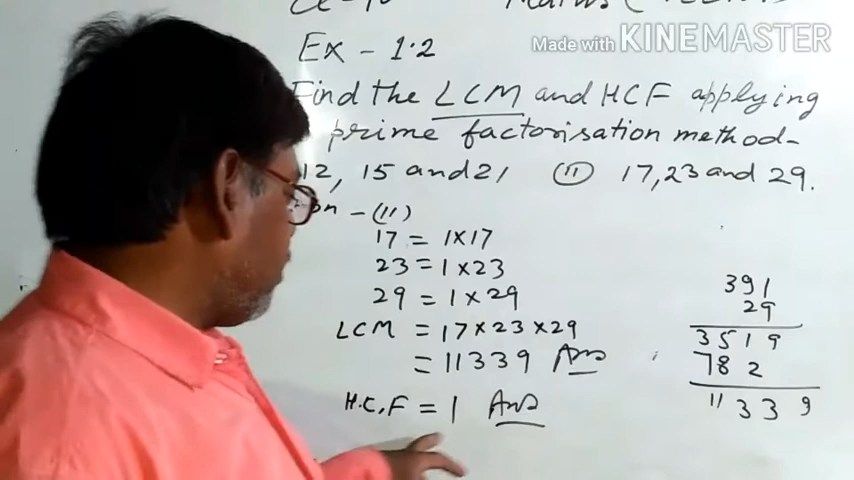 Made with KINEMASTER
Ex - 1.2
Find the LCM and HCF applying
prime factorisation method-
12, 15 and 21 (ii) 17, 23 and 29.
- (ii)
17 = 1×17
23 = 1×23
29 = 1×29
LCM = 17×23×29
= 11339 Ans
H.C.F = 1 Ans
391
29
3519
782
11339